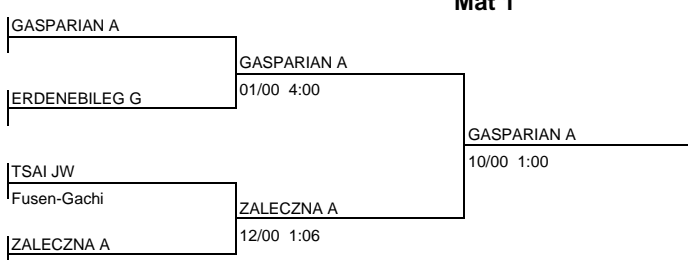 Mat 1
GASPARIAN A
GASPARIAN A
01/00 4:00
ERDENEBILEG G
GASPARIAN A
10/00 1:00
TSAI JW
Fusen-Gachi
ZALECZNA A
12/00 1:06
ZALECZNA A